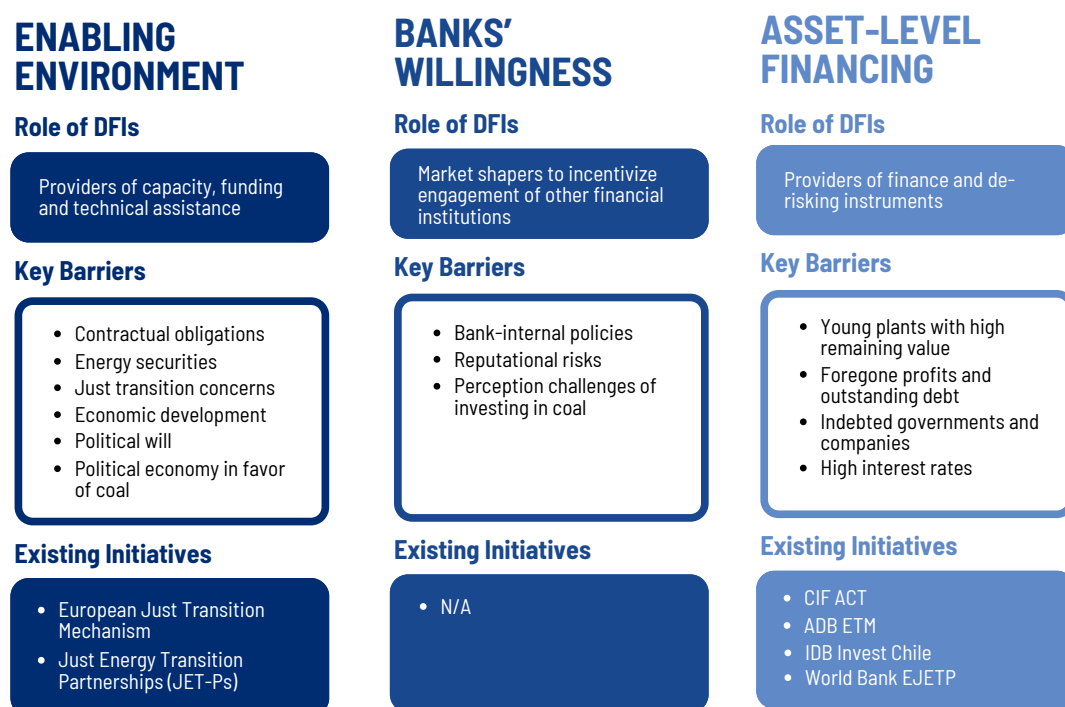 ENABLING
ENVIRONMENT
Role of DFIs
Providers of capacity, funding
and technical assistance
Key Barriers
• Contractual obligations
• Energy securities
• Just transition concerns
• Economic development
• Political will
• Political economy in favor
of coal
Existing Initiatives
• European Just Transition
Mechanism
• Just Energy Transition
Partnerships (JET-Ps)
BANKS’
WILLINGNESS
Role of DFIs
Market shapers to incentivize
engagement of other financial
institutions
Key Barriers
• Bank-internal policies
• Reputational risks
• Perception challenges of
investing in coal
Existing Initiatives
• N/A
ASSET-LEVEL
FINANCING
Role of DFIs
Providers of finance and de-
risking instruments
Key Barriers
• Young plants with high
remaining value
• Foregone profits and
outstanding debt
• Indebted governments and
companies
• High interest rates
Existing Initiatives
• CIF ACT
• ADB ETM
• IDB Invest Chile
• World Bank EJETP